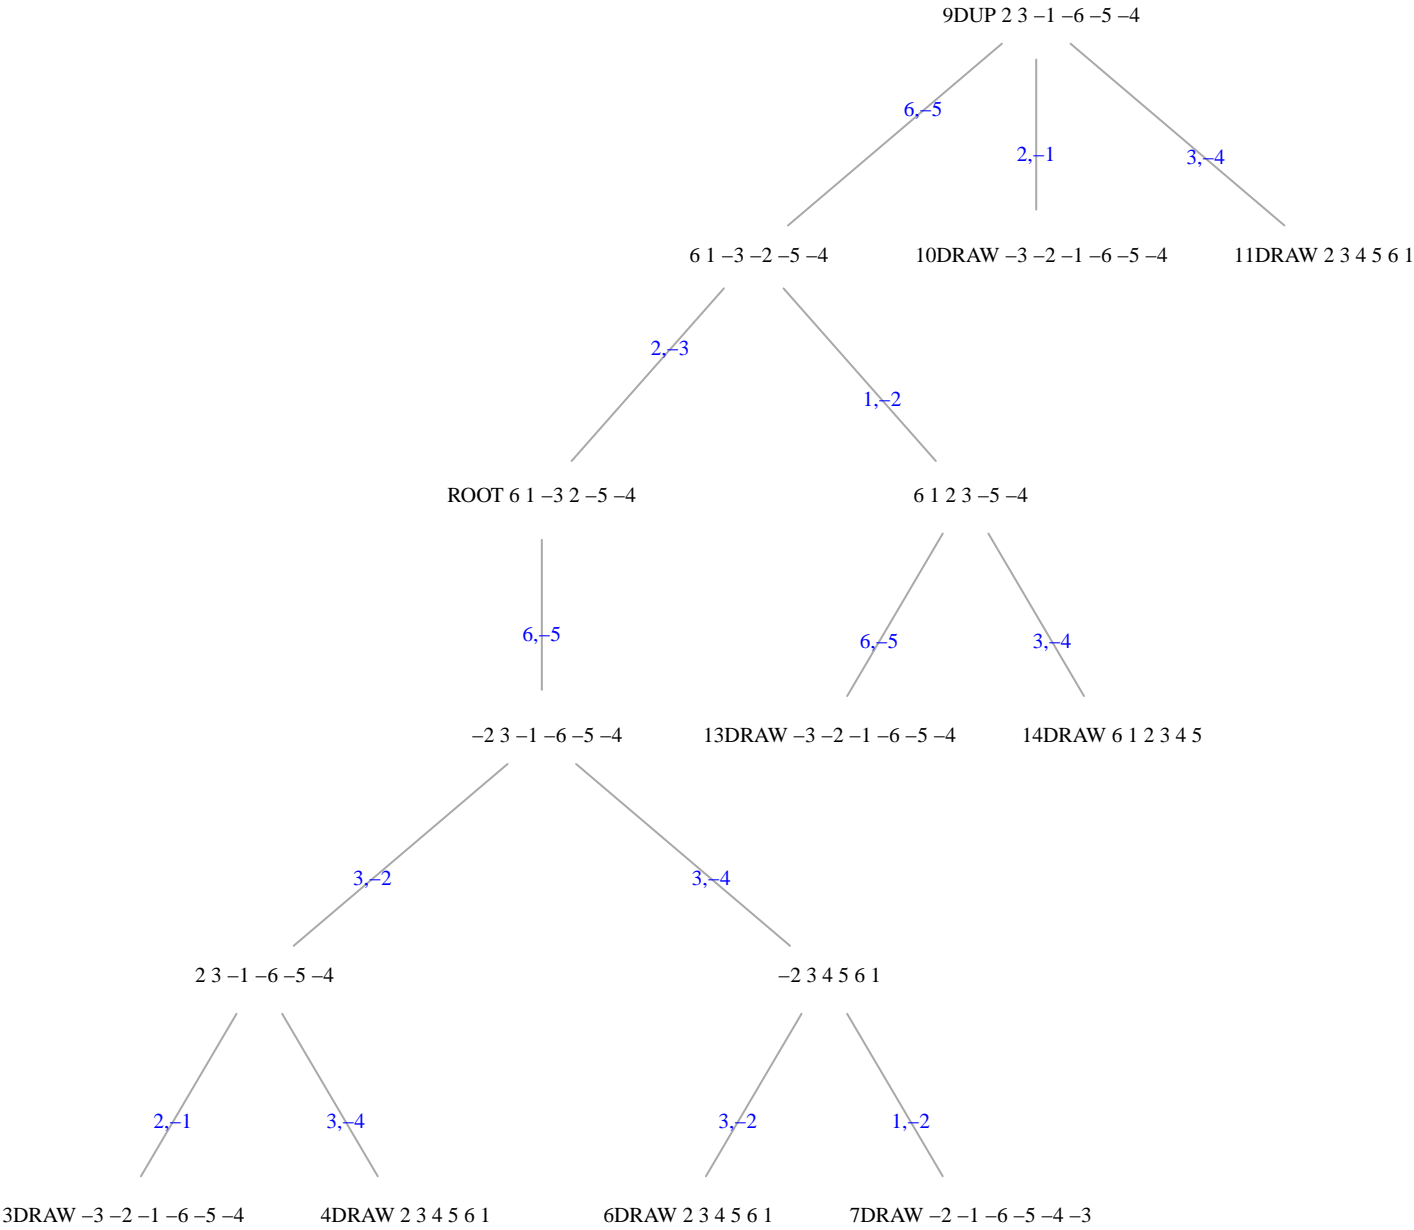 9DUP 2 3 −1 −6 −5 −4
6,−5
2,−1
3,−4
6 1 −3 −2 −5 −4
10DRAW −3 −2 −1 −6 −5 −4
11DRAW 2 3 4 5 6 1
2,−3
1,−2
ROOT 6 1 −3 2 −5 −4
6 1 2 3 −5 −4
6,−5
6,−5
3,−4
−2 3 −1 −6 −5 −4
13DRAW −3 −2 −1 −6 −5 −4
14DRAW 6 1 2 3 4 5
3,−2
3,−4
2 3 −1 −6 −5 −4
−2 3 4 5 6 1
2,−1
3,−4
3,−2
1,−2
3DRAW −3 −2 −1 −6 −5 −4
4DRAW 2 3 4 5 6 1
6DRAW 2 3 4 5 6 1
7DRAW −2 −1 −6 −5 −4 −3